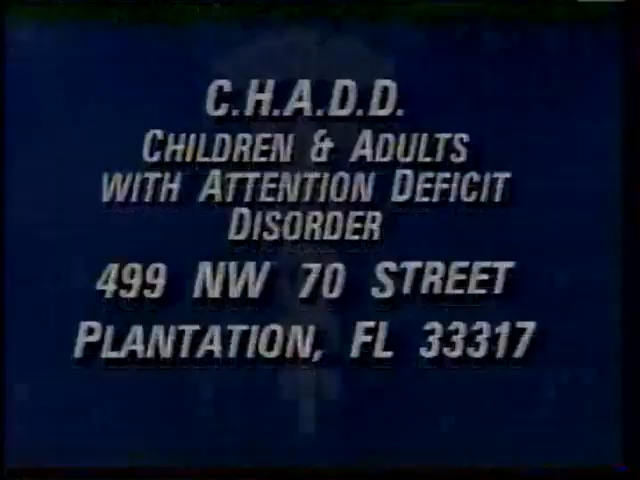 C.H.A.D.D.
CHILDREN & ADULTS
WITH ATTENTION DEFICIT
DISORDER
499 NW 70 STREET
PLANTATION, FL 33317